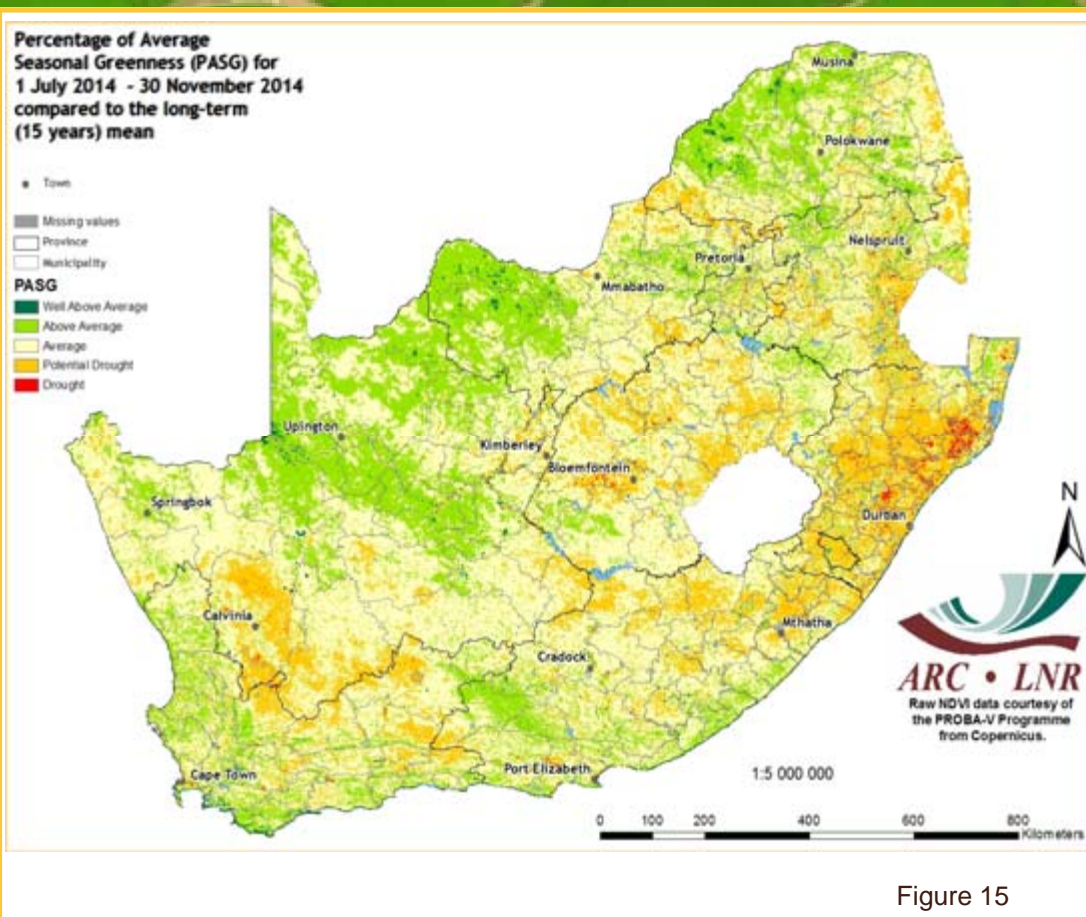 Percentage of Average
Seasonal Greenness (PASG) for
1 July 2014 - 30 November 2014
compared to the long-term
(15 years) mean
Town
Missing values
Province
Municipality
PASG
Well Above Average
Above Average
Average
Potential Drought
Drought
Musina
Polokwane
Nelspruit
Pretoria
Mmabatho
Upington
Kimberley
Bloemfontein
Springbok
Durban
Calvinia
Mthatha
Cradock
Cape Town
Port Elizabeth
N
ARC • LNR
Raw NDVI data courtesy of
the PROBA-V Programme
from Copernicus.
1:5 000 000
0 100 200 400 600 800
Kilometers
Figure 15